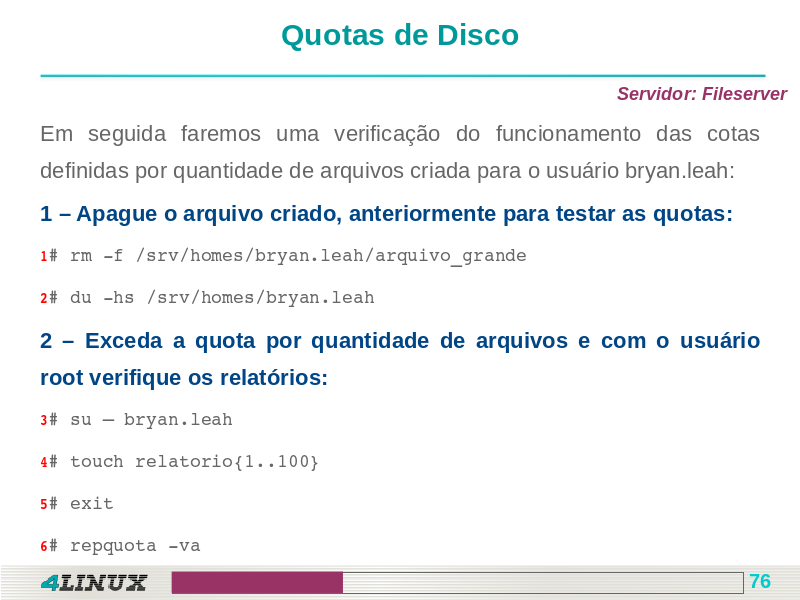 Quotas de Disco
Servidor: Fileserver
Em seguida faremos uma verificação do funcionamento das cotas
definidas por quantidade de arquivos criada para o usuário bryan.leah:
1 – Apague o arquivo criado, anteriormente para testar as quotas:
1# rm -f /srv/homes/bryan.leah/arquivo_grande
2# du -hs /srv/homes/bryan.leah
2 – Exceda a quota por quantidade de arquivos e com o usuário
root verifique os relatórios:
3# su – bryan.leah
4# touch relatorio{1..100}
5# exit
6# repquota -va
4LINUX
76